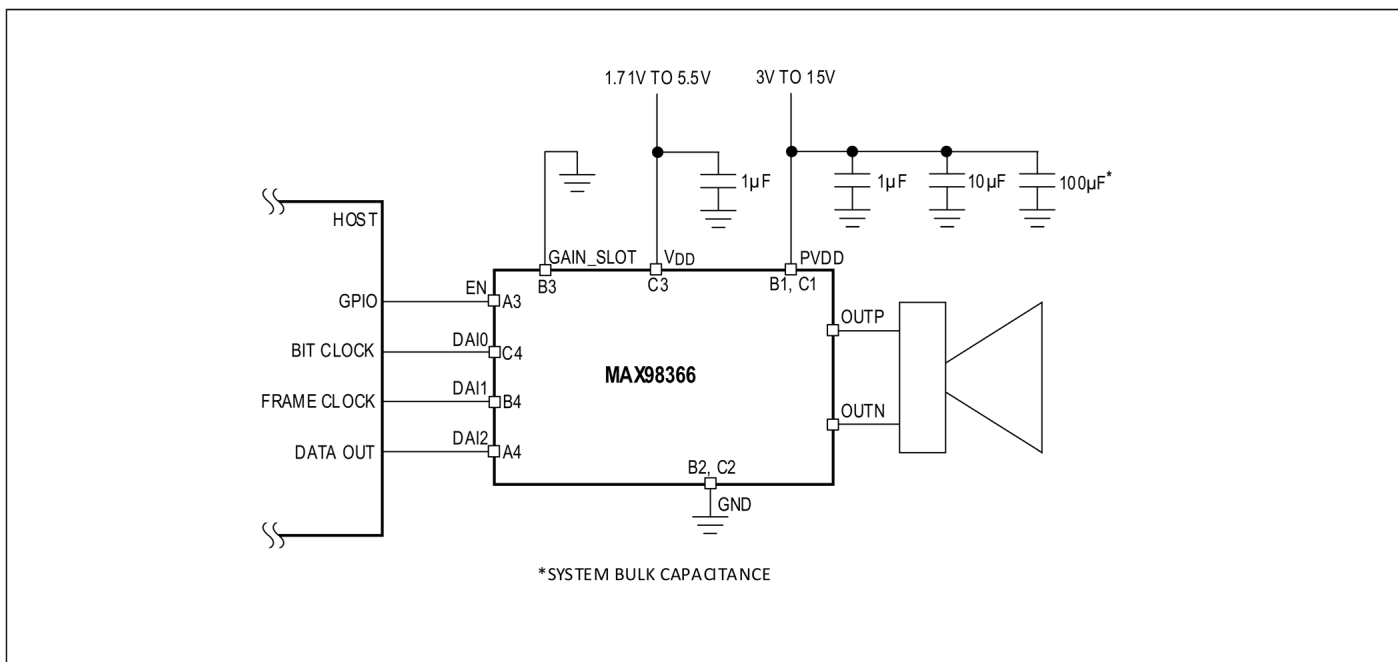 1.71V TO 5.5V
3V TO 15V
1µF
1µF
10µF
100µF*
HOST
GAIN_SLOT
VDD
PVDD
B3
C3
B1, C1
GPIO
EN
A3
BIT CLOCK
DAI0
C4
FRAME CLOCK
DAI1
B4
DATA OUT
DAI2
A4
MAX98366
OUTP
OUTN
B2, C2
GND
*SYSTEM BULK CAPACITANCE